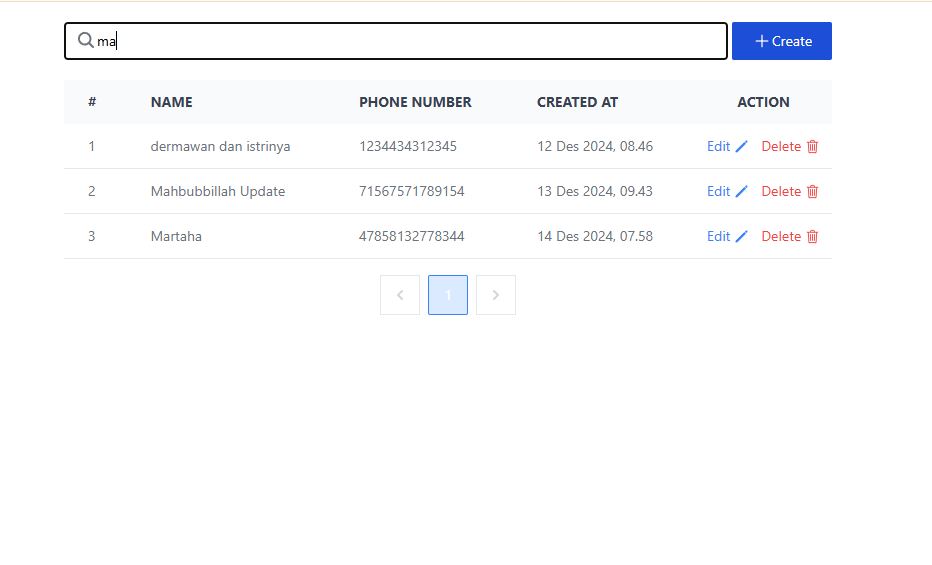 ma
Create
# NAME PHONE NUMBER CREATED AT ACTION
1 dermawan dan istrinya 1234434312345 12 Des 2024, 08.46 Edit Delete
2 Mahbubbillah Update 71567571789154 13 Des 2024, 09.43 Edit Delete
3 Martaha 47858132778344 14 Des 2024, 07.58 Edit Delete
1